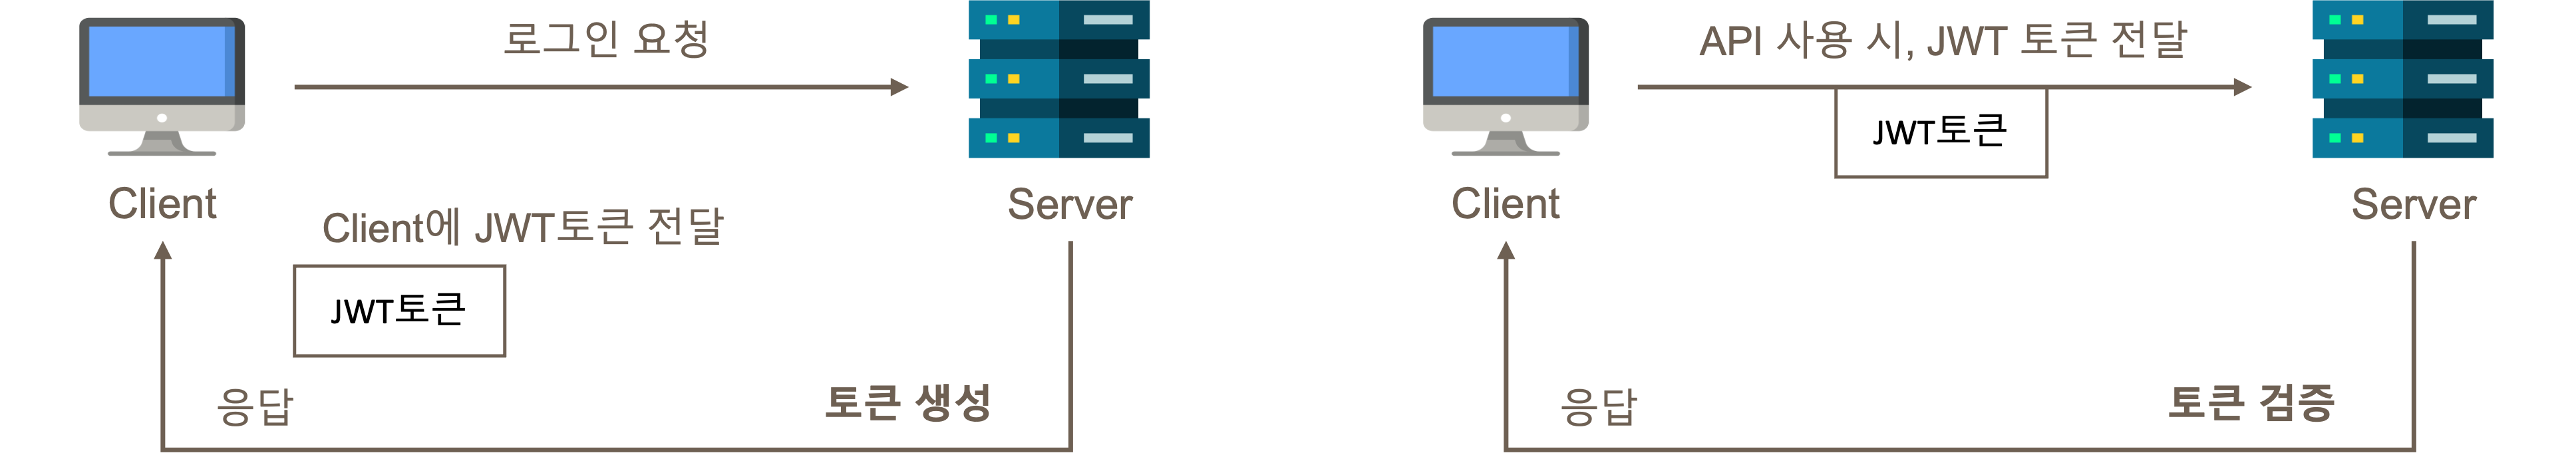 로그인 요청
Client
Server
Client에 JWT토큰 전달
JWT토큰
응답
토큰 생성
API 사용 시, JWT 토큰 전달
JWT토큰
Client
Server
응답
토큰 검증